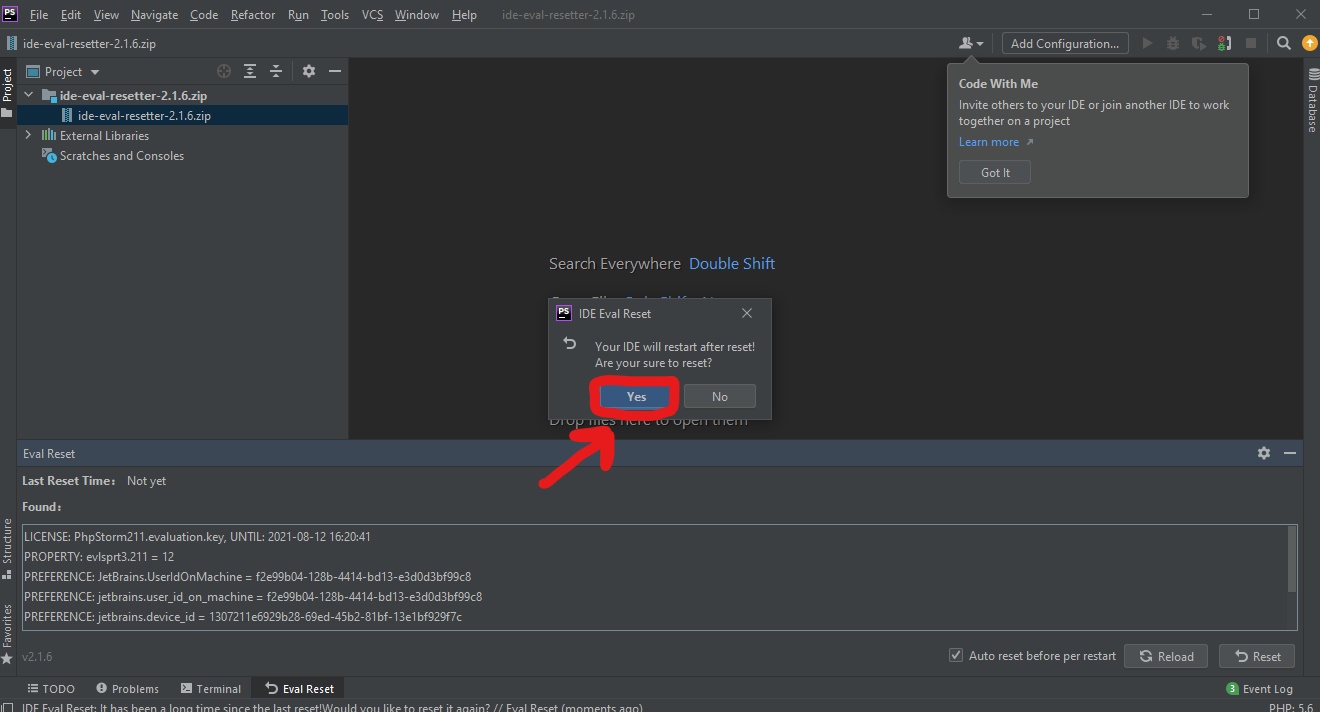 PS File Edit View Navigate Code Refactor Run Tools VCS Window Help ide-eval-resetter-2.1.6.zip
ide-eval-resetter-2.1.6.zip
Add Configuration...
Project
Project
ide-eval-resetter-2.1.6.zip
ide-eval-resetter-2.1.6.zip
External Libraries
Scratches and Consoles
Code With Me
Invite others to your IDE or join another IDE to work
together on a project
Learn more
Got It
Database
Search Everywhere Double Shift
PS IDE Eval Reset
Your IDE will restart after reset!
Are your sure to reset?
Yes No
Drop files here to open them
Eval Reset
Last Reset Time: Not yet
Found:
LICENSE: PhpStorm211.evaluation.key, UNTIL: 2021-08-12 16:20:41
PROPERTY: evlsprt3.211 = 12
PREFERENCE: JetBrains.UserIdOnMachine = f2e99b04-128b-4414-bd13-e3d0d3bf99c8
PREFERENCE: jetbrains.user_id_on_machine = f2e99b04-128b-4414-bd13-e3d0d3bf99c8
PREFERENCE: jetbrains.device_id = 1307211e6929b28-69ed-45b2-81bf-13e1bf929f7c
Structure
Favorites
v2.1.6
Auto reset before per restart Reload Reset
TODO Problems Terminal Eval Reset 3 Event Log
IDE Eval Reset: It has been a long time since the last reset!Would you like to reset it again? // Eval Reset (moments ago) PHP: 5.6